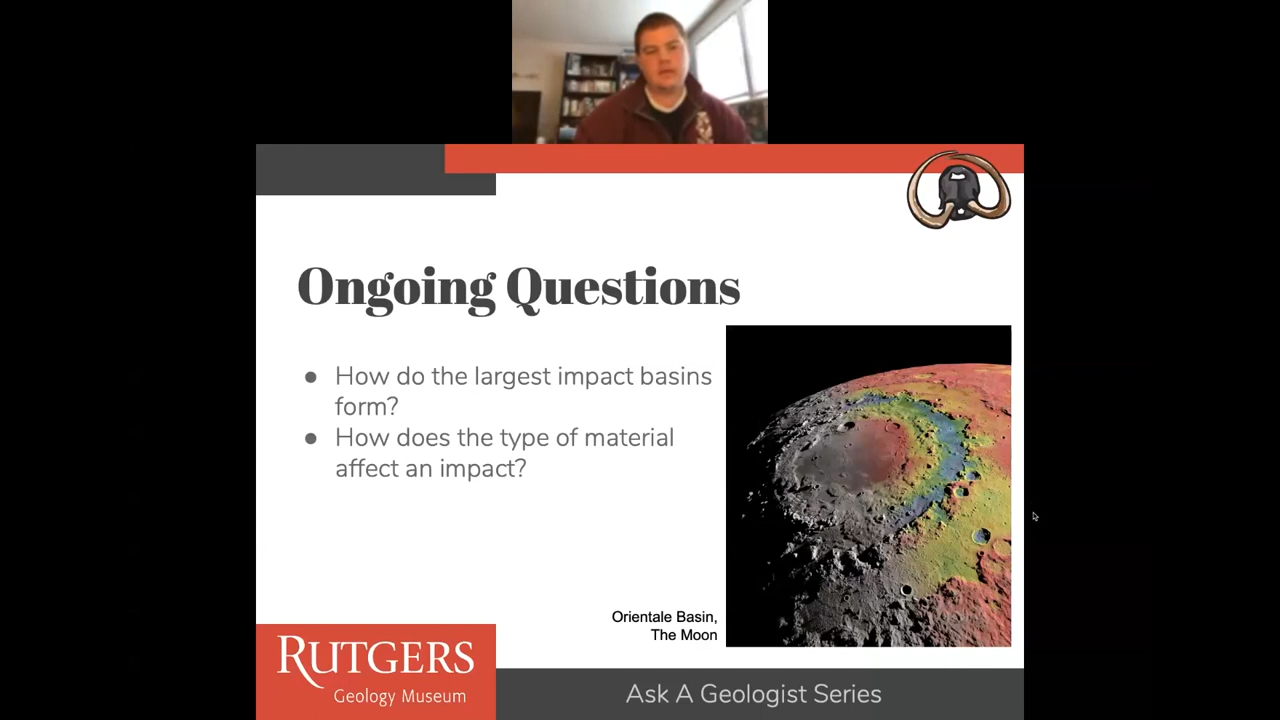 Ongoing Questions
● How do the largest impact basins
form?
● How does the type of material
affect an impact?
Orientale Basin,
The Moon
RUTGERS
Geology Museum
Ask A Geologist Series